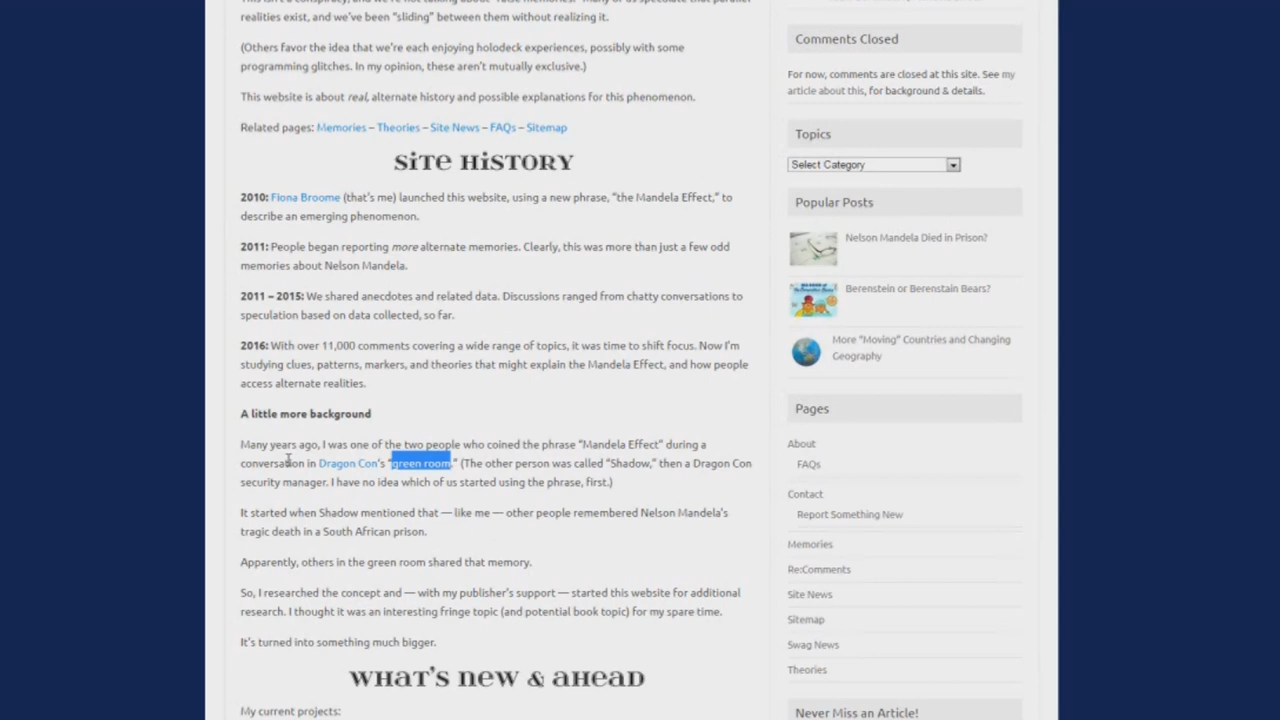 realities exist, and we've been "sliding" between them without realizing it.
(Others favor the idea that we're each enjoying holodeck experiences, possibly with some
programming glitches. In my opinion, these aren't mutually exclusive.)
This website is about real, alternate history and possible explanations for this phenomenon.
Related pages: Memories – Theories – Site News – FAQs – Sitemap
Site History
2010: Fiona Broome (that's me) launched this website, using a new phrase, "the Mandela Effect," to
describe an emerging phenomenon.
2011: People began reporting more alternate memories. Clearly, this was more than just a few odd
memories about Nelson Mandela.
2011 – 2015: We shared anecdotes and related data. Discussions ranged from chatty conversations to
speculation based on data collected, so far.
2016: With over 11,000 comments covering a wide range of topics, it was time to shift focus. Now I'm
studying clues, patterns, markers, and theories that might explain the Mandela Effect, and how people
access alternate realities.
A little more background
Many years ago, I was one of the two people who coined the phrase "Mandela Effect" during a
conversation in Dragon Con's "green room." (The other person was called "Shadow," then a Dragon Con
security manager. I have no idea which of us started using the phrase, first.)
It started when Shadow mentioned that — like me — other people remembered Nelson Mandela's
tragic death in a South African prison.
Apparently, others in the green room shared that memory.
So, I researched the concept and — with my publisher's support — started this website for additional
research. I thought it was an interesting fringe topic (and potential book topic) for my spare time.
It's turned into something much bigger.
What's New & Ahead
My current projects:
Comments Closed
For now, comments are closed at this site. See my
article about this, for background & details.
Topics
Select Category
Popular Posts
Nelson Mandela Died in Prison?
Berenstein or Berenstain Bears?
More "Moving" Countries and Changing
Geography
Pages
About
FAQs
Contact
Report Something New
Memories
Re:Comments
Site News
Sitemap
Swag News
Theories
Never Miss an Article!